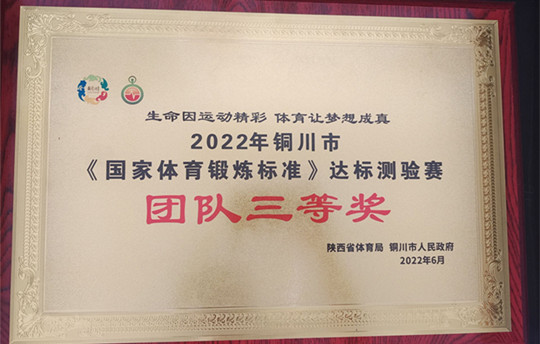 生命因运动精彩 体育让梦想成真
2022年铜川市
《国家体育锻炼标准》达标测验赛
团队三等奖
陕西省体育局 铜川市人民政府
2022年6月